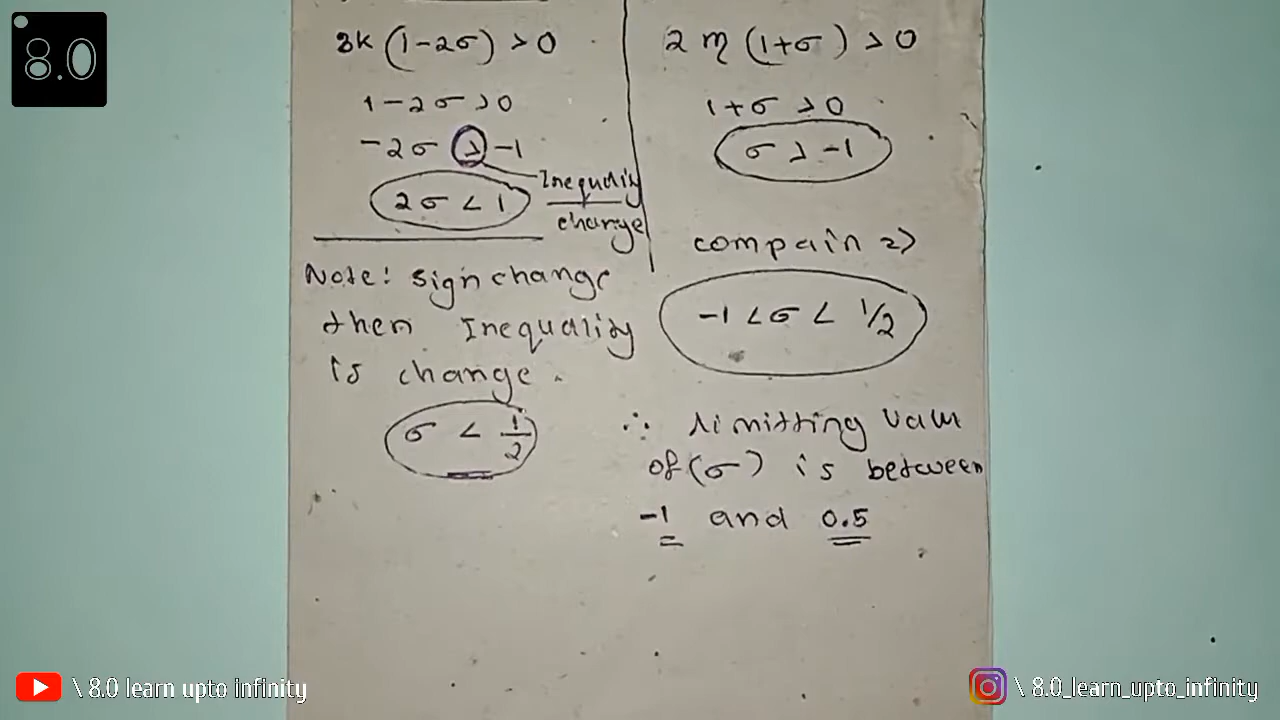 8.0
3K (1-2σ) > 0
1 - 2σ > 0
-2σ > -1
Inequality
change
2σ < 1
Note: sign change
then Inequality
is change.
σ < 1/2
2η (1+σ) > 0
1+σ > 0
σ > -1
compain =>
-1 < σ < 1/2
∴ limitting valu
of (σ) is between
-1 and 0.5
\ 8.0 learn upto infinity
\ 8.0_learn_upto_infinity